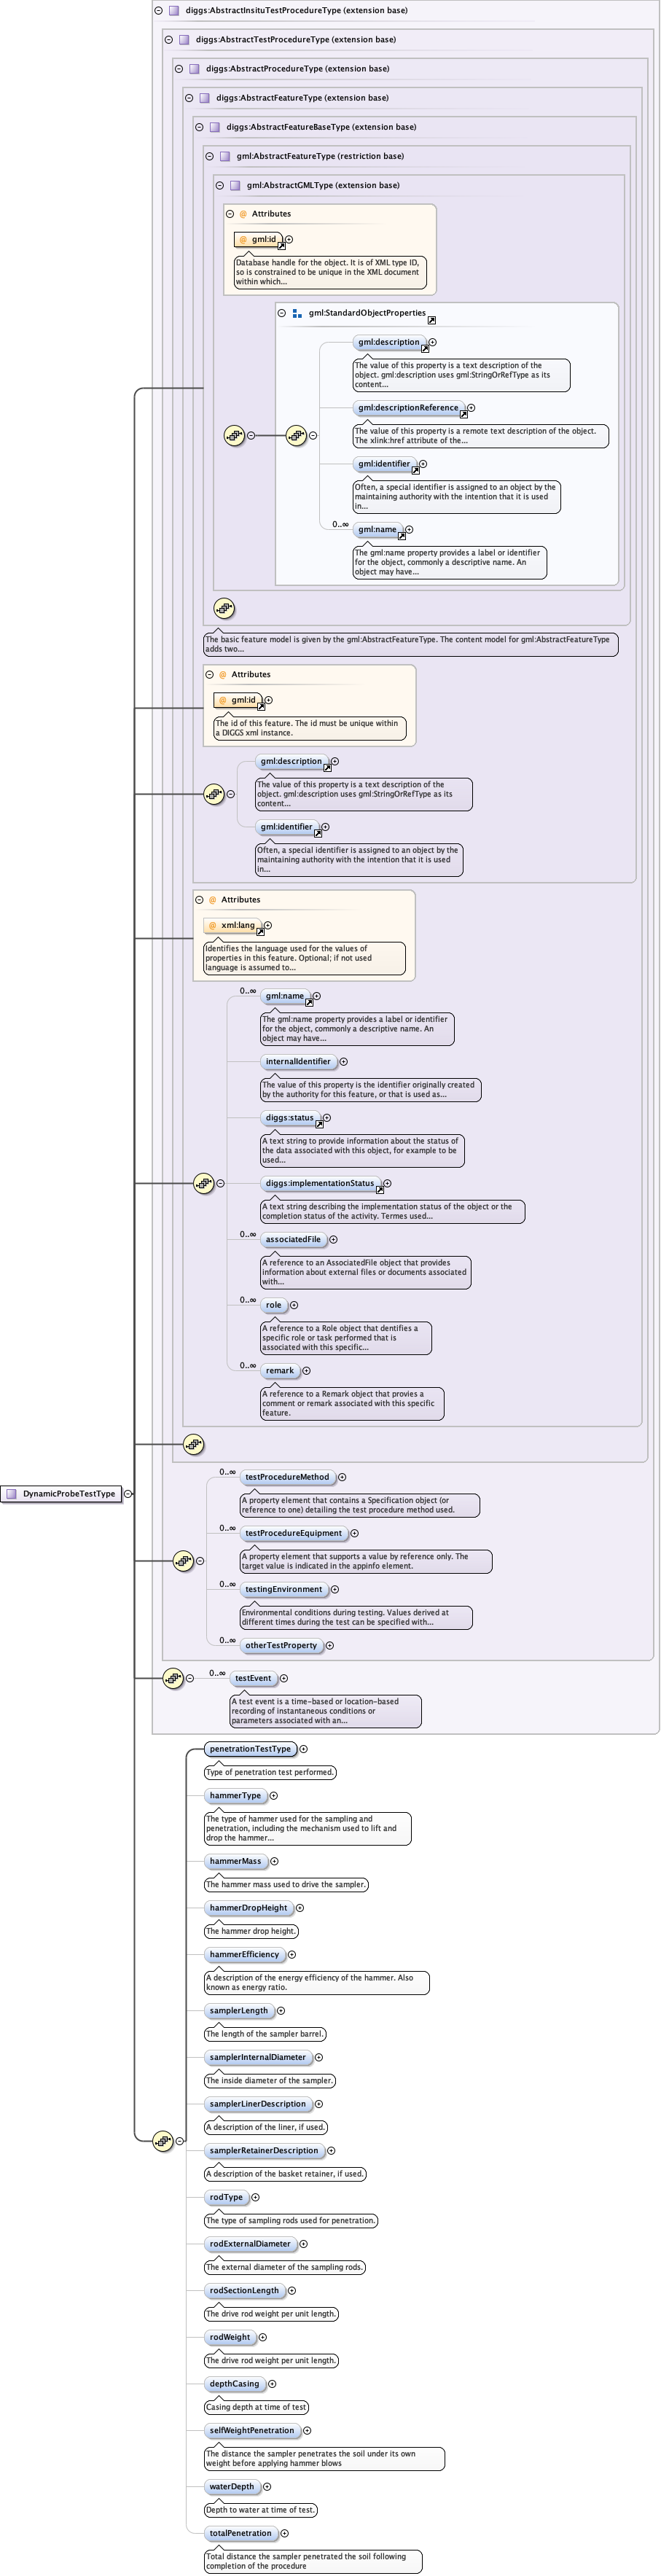 diggs:AbstractInsituTestProcedureType (extension base)
diggs:AbstractTestProcedureType (extension base)
diggs:AbstractProcedureType (extension base)
diggs:AbstractFeatureType (extension base)
diggs:AbstractFeatureBaseType (extension base)
gml:AbstractFeatureType (restriction base)
gml:AbstractGMLType (extension base)
@ Attributes
@ gml:id
Database handle for the object. It is of XML type ID,
so is constrained to be unique in the XML document
within which...
gml:StandardObjectProperties
gml:description
The value of this property is a text description of the
object. gml:description uses gml:StringOrRefType as its
content...
gml:descriptionReference
The value of this property is a remote text description of the object.
The xlink:href attribute of the...
gml:identifier
Often, a special identifier is assigned to an object by the
maintaining authority with the intention that it is used
in...
0..∞
gml:name
The gml:name property provides a label or identifier
for the object, commonly a descriptive name. An
object may have...
The basic feature model is given by the gml:AbstractFeatureType. The content model for gml:AbstractFeatureType
adds two...
@ Attributes
@ gml:id
The id of this feature. The id must be unique within
a DIGGS xml instance.
gml:description
The value of this property is a text description of the
object. gml:description uses gml:StringOrRefType as its
content...
gml:identifier
Often, a special identifier is assigned to an object by the
maintaining authority with the intention that it is used
in...
@ Attributes
@ xml:lang
Identifies the language used for the values of
properties in this feature. Optional; if not used
language is assumed to...
0..∞
gml:name
The gml:name property provides a label or identifier
for the object, commonly a descriptive name. An
object may have...
internalIdentifier
The value of this property is the identifier originally created
by the authority for this feature, or that is used as...
diggs:status
A text string to provide information about the status of
the data associated with this object, for example to be
used...
diggs:implementationStatus
A text string describing the implementation status of the object or the
completion status of the activity. Termes used...
0..∞
associatedFile
A reference to an AssociatedFile object that provides
information about external files or documents associated
with...
0..∞
role
A reference to a Role object that dentifies a
specific role or task performed that is
associated with this specific...
0..∞
remark
A reference to a Remark object that provies a
comment or remark associated with this specific
feature.
DynamicProbeTestType
0..∞
testProcedureMethod
A property element that contains a Specification object (or
reference to one) detailing the test procedure method used.
0..∞
testProcedureEquipment
A property element that supports a value by reference only. The
target value is indicated in the appinfo element.
0..∞
testingEnvironment
Environmental conditions during testing. Values derived at
different times during the test can be specified with...
0..∞
otherTestProperty
0..∞
testEvent
A test event is a time-based or location-based
recording of instantaneous conditions or
parameters associated with an...
penetrationTestType
Type of penetration test performed.
hammerType
The type of hammer used for the sampling and
penetration, including the mechanism used to lift and
drop the hammer...
hammerMass
The hammer mass used to drive the sampler.
hammerDropHeight
The hammer drop height.
hammerEfficiency
A description of the energy efficiency of the hammer. Also
known as energy ratio.
samplerLength
The length of the sampler barrel.
samplerInternalDiameter
The inside diameter of the sampler.
samplerLinerDescription
A description of the liner, if used.
samplerRetainerDescription
A description of the basket retainer, if used.
rodType
The type of sampling rods used for penetration.
rodExternalDiameter
The external diameter of the sampling rods.
rodSectionLength
The drive rod weight per unit length.
rodWeight
The drive rod weight per unit length.
depthCasing
Casing depth at time of test
selfWeightPenetration
The distance the sampler penetrates the soil under its own
weight before applying hammer blows
waterDepth
Depth to water at time of test.
totalPenetration
Total distance the sampler penetrated the soil following
completion of the procedure